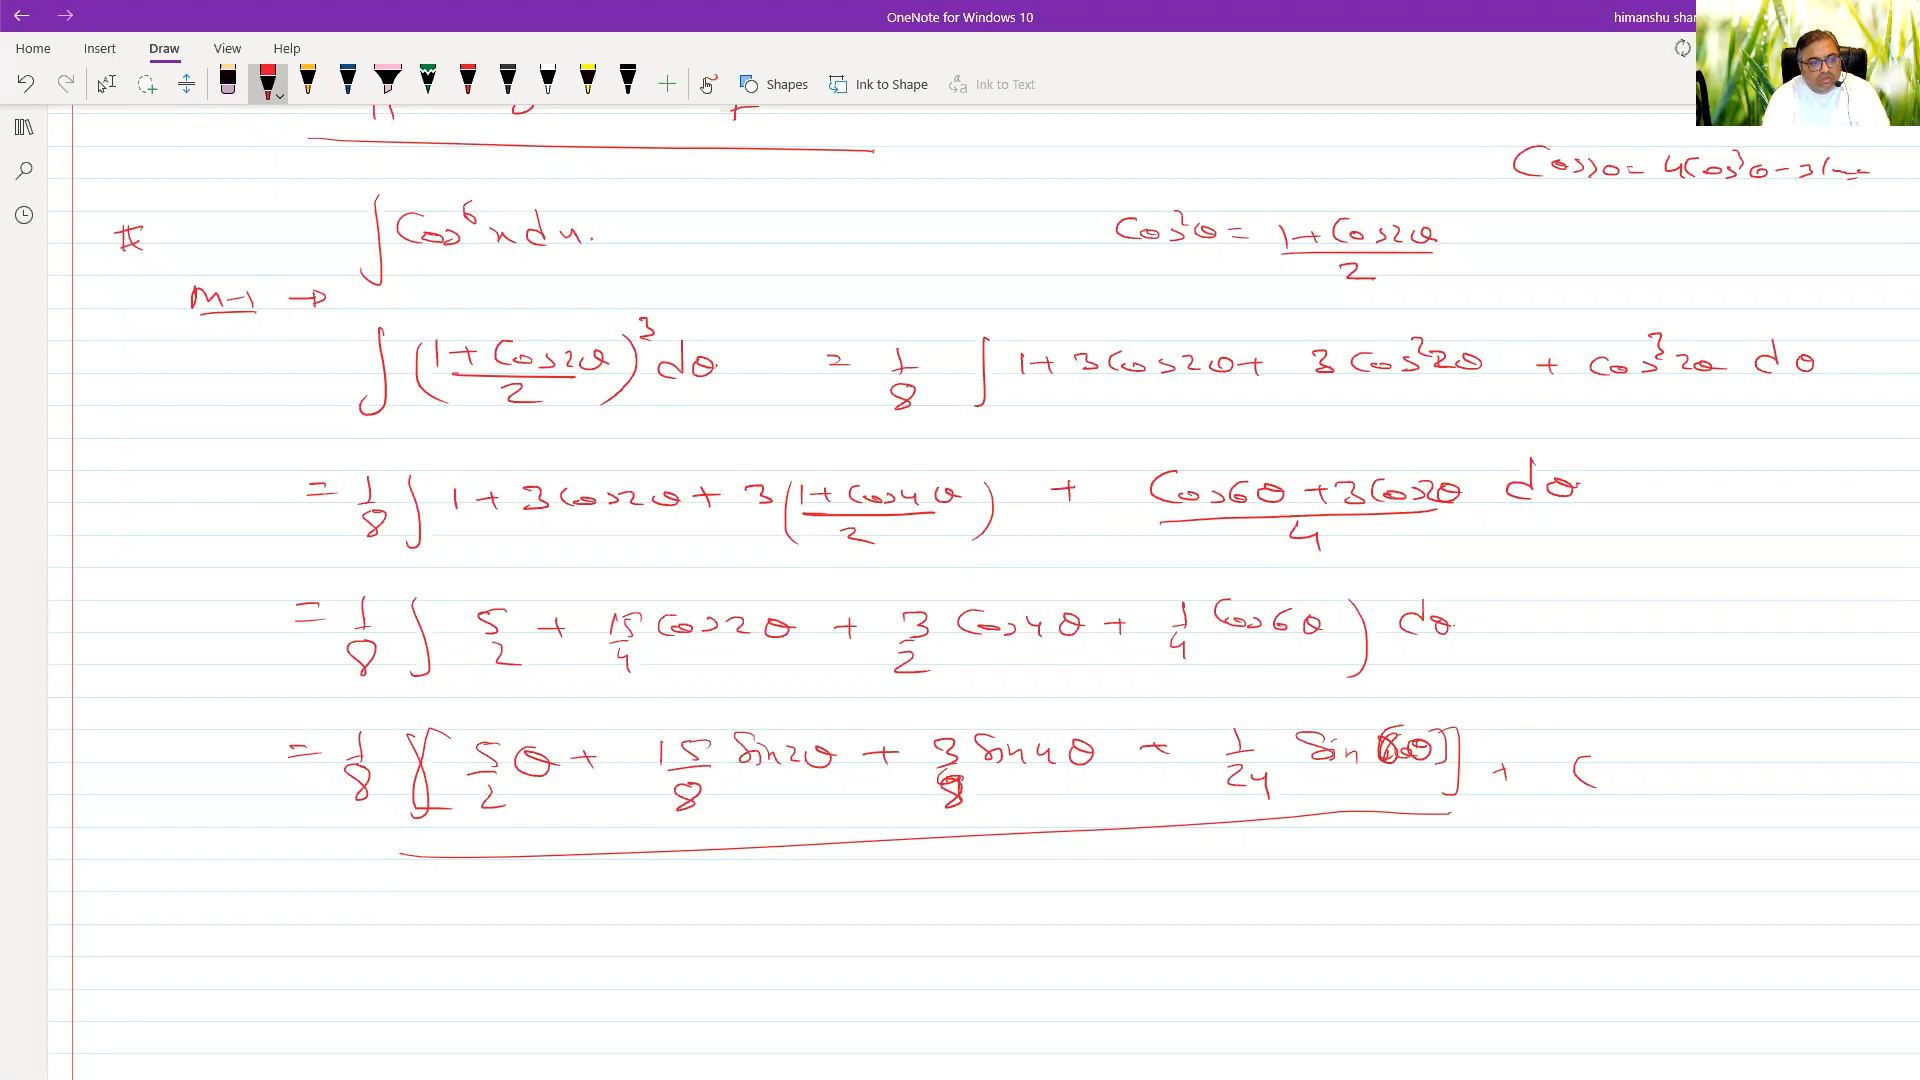 OneNote for Windows 10
himanshu shar
Home Insert Draw View Help
Shapes Ink to Shape Ink to Text
Cos3θ = 4Cos³θ - 3
# ∫ Cos⁶x dx.
Cos²θ = (1+Cos2θ)/2
M-1 →
∫ ((1+Cos2θ)/2)³ dθ = 1/8 ∫ 1+3Cos2θ+ 3Cos²2θ + Cos³2θ dθ
= 1/8 ∫ 1+3Cos2θ+3((1+Cos4θ)/2) + (Cos6θ+3Cos2θ)/4 dθ
= 1/8 ∫ 5/2 + 15/4 Cos2θ + 3/2 Cos4θ + 1/4 Cos6θ) dθ
= 1/8 [ 5/2 θ + 15/8 Sin2θ + 3/8 Sin4θ + 1/24 Sin6θ ] + C